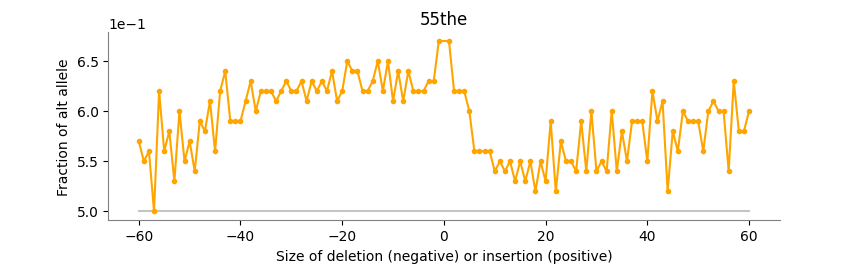 55the
1e−1
6.5
6.0
5.5
5.0
Fraction of alt allele
−60 −40 −20 0 20 40 60
Size of deletion (negative) or insertion (positive)